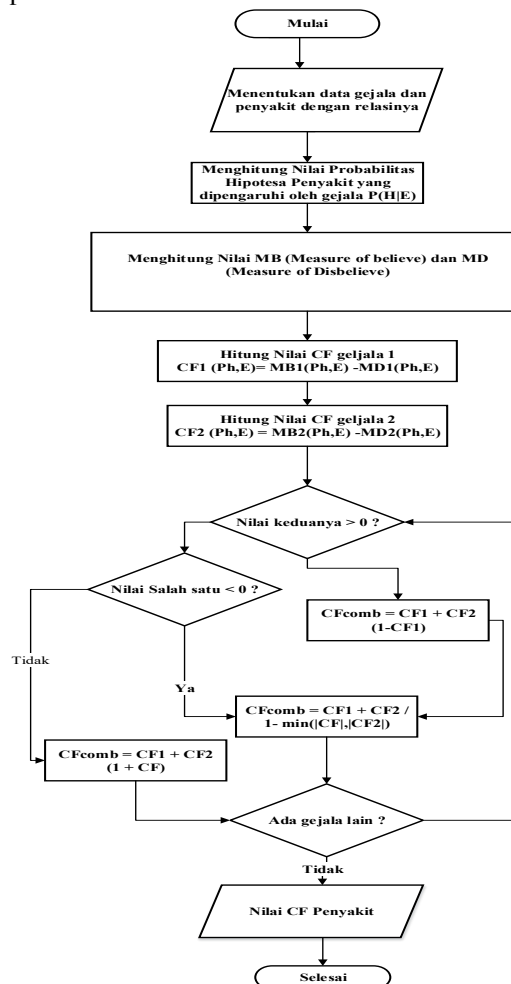 Mulai
Menentukan data gejala dan
penyakit dengan relasinya
Menghitung Nilai Probabilitas
Hipotesa Penyakit yang
dipengaruhi oleh gejala P(H|E)
Menghitung Nilai MB (Measure of believe) dan MD
(Measure of Disbelieve)
Hitung Nilai CF geljala 1
CF1 (Ph,E)= MB1(Ph,E) -MD1(Ph,E)
Hitung Nilai CF geljala 2
CF2 (Ph,E) = MB2(Ph,E) -MD2(Ph,E)
Nilai keduanya > 0 ?
Nilai Salah satu < 0 ?
CFcomb = CF1 + CF2
(1-CF1)
Tidak
Ya
CFcomb = CF1 + CF2 /
1- min(|CF|,|CF2|)
CFcomb = CF1 + CF2
(1 + CF)
Ada gejala lain ?
Tidak
Nilai CF Penyakit
Selesai